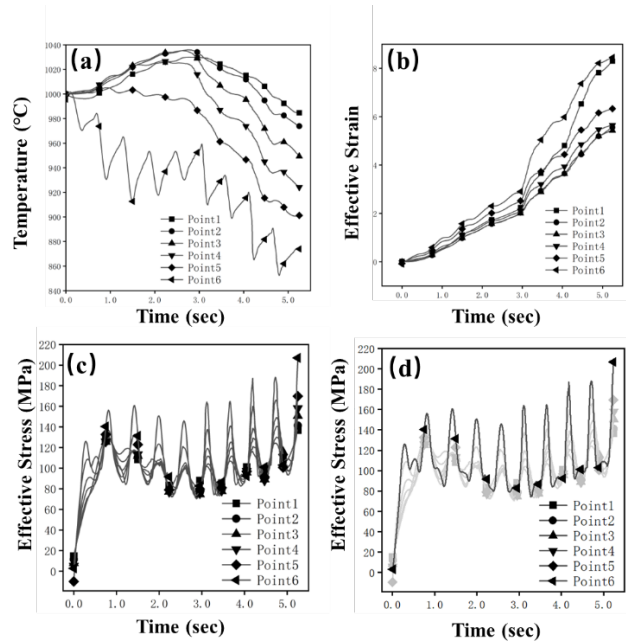 (a)
Temperature (℃)
1040
1020
1000
980
960
940
920
900
880
860
840
Point1
Point2
Point3
Point4
Point5
Point6
0.0 1.0 2.0 3.0 4.0 5.0
Time (sec)
(b)
Effective Strain
8
6
4
2
0
Point1
Point2
Point3
Point4
Point5
Point6
0.0 1.0 2.0 3.0 4.0 5.0
Time (sec)
(c)
Effective Stress (MPa)
220
200
180
160
140
120
100
80
60
40
20
0
Point1
Point2
Point3
Point4
Point5
Point6
0.0 1.0 2.0 3.0 4.0 5.0
Time (sec)
(d)
Effective Stress (MPa)
220
200
180
160
140
120
100
80
60
40
20
0
Point1
Point2
Point3
Point4
Point5
Point6
0.0 1.0 2.0 3.0 4.0 5.0
Time (sec)